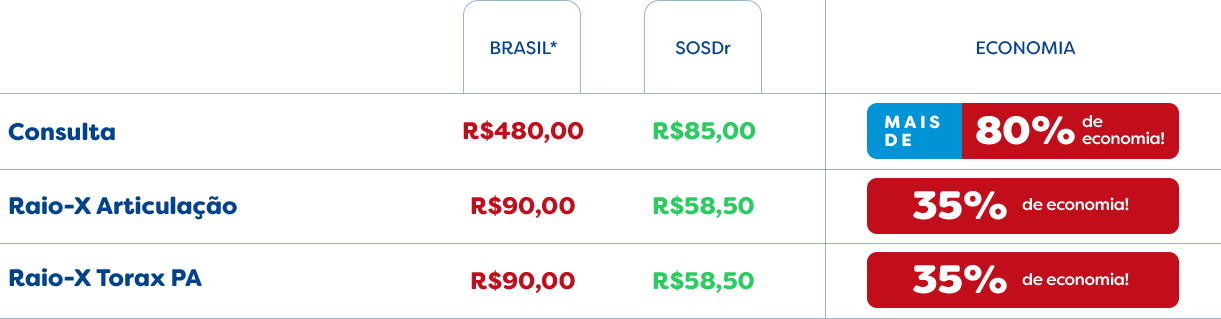 BRASIL* SOSDr ECONOMIA
Consulta R$480,00 R$85,00 MAIS DE 80% de economia!
Raio-X Articulação R$90,00 R$58,50 35% de economia!
Raio-X Torax PA R$90,00 R$58,50 35% de economia!